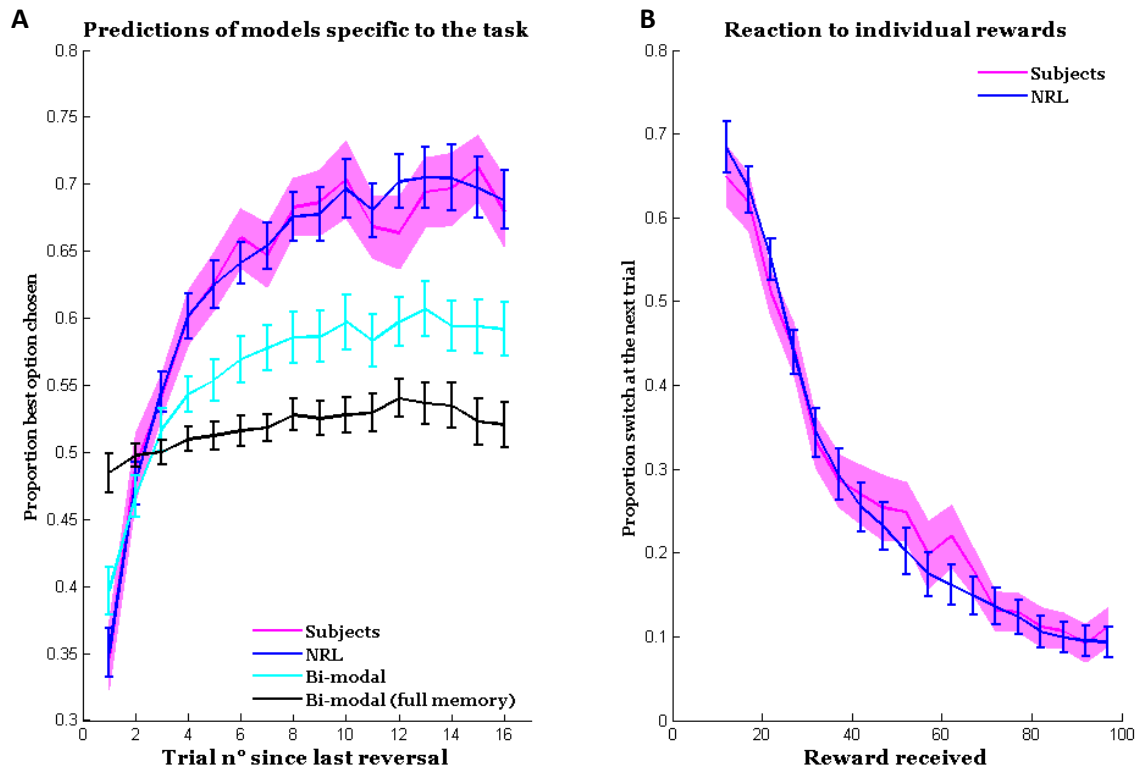 A
Predictions of models specific to the task
Proportion best option chosen
0.8
0.75
0.7
0.65
0.6
0.55
0.5
0.45
0.4
0.35
0.3
0 2 4 6 8 10 12 14 16
Trial n° since last reversal
Subjects
NRL
Bi-modal
Bi-modal (full memory)
B
Reaction to individual rewards
Subjects
NRL
Proportion switch at the next trial
0.8
0.7
0.6
0.5
0.4
0.3
0.2
0.1
0
0 20 40 60 80 100
Reward received